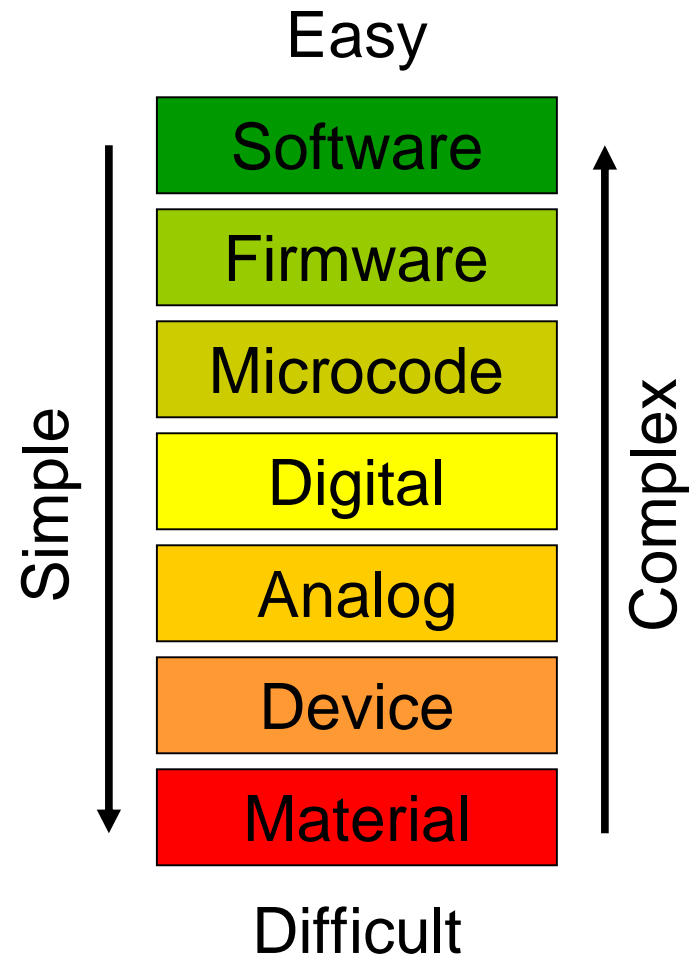 Easy
Software
Firmware
Microcode
Digital
Analog
Device
Material
Difficult
Simple
Complex